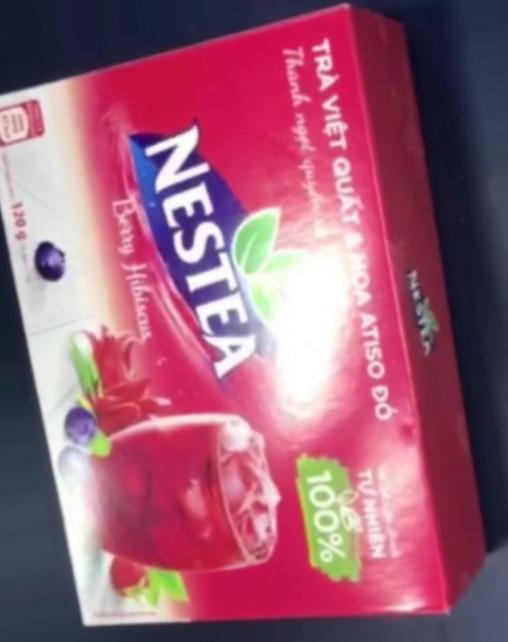 TRÀ VIỆT QUẤT & HOA ATISO ĐỎ
Thanh ngọt
NESTEA
Berry Hibiscus
TỰ NHIÊN
100%
120 g
NESTEA